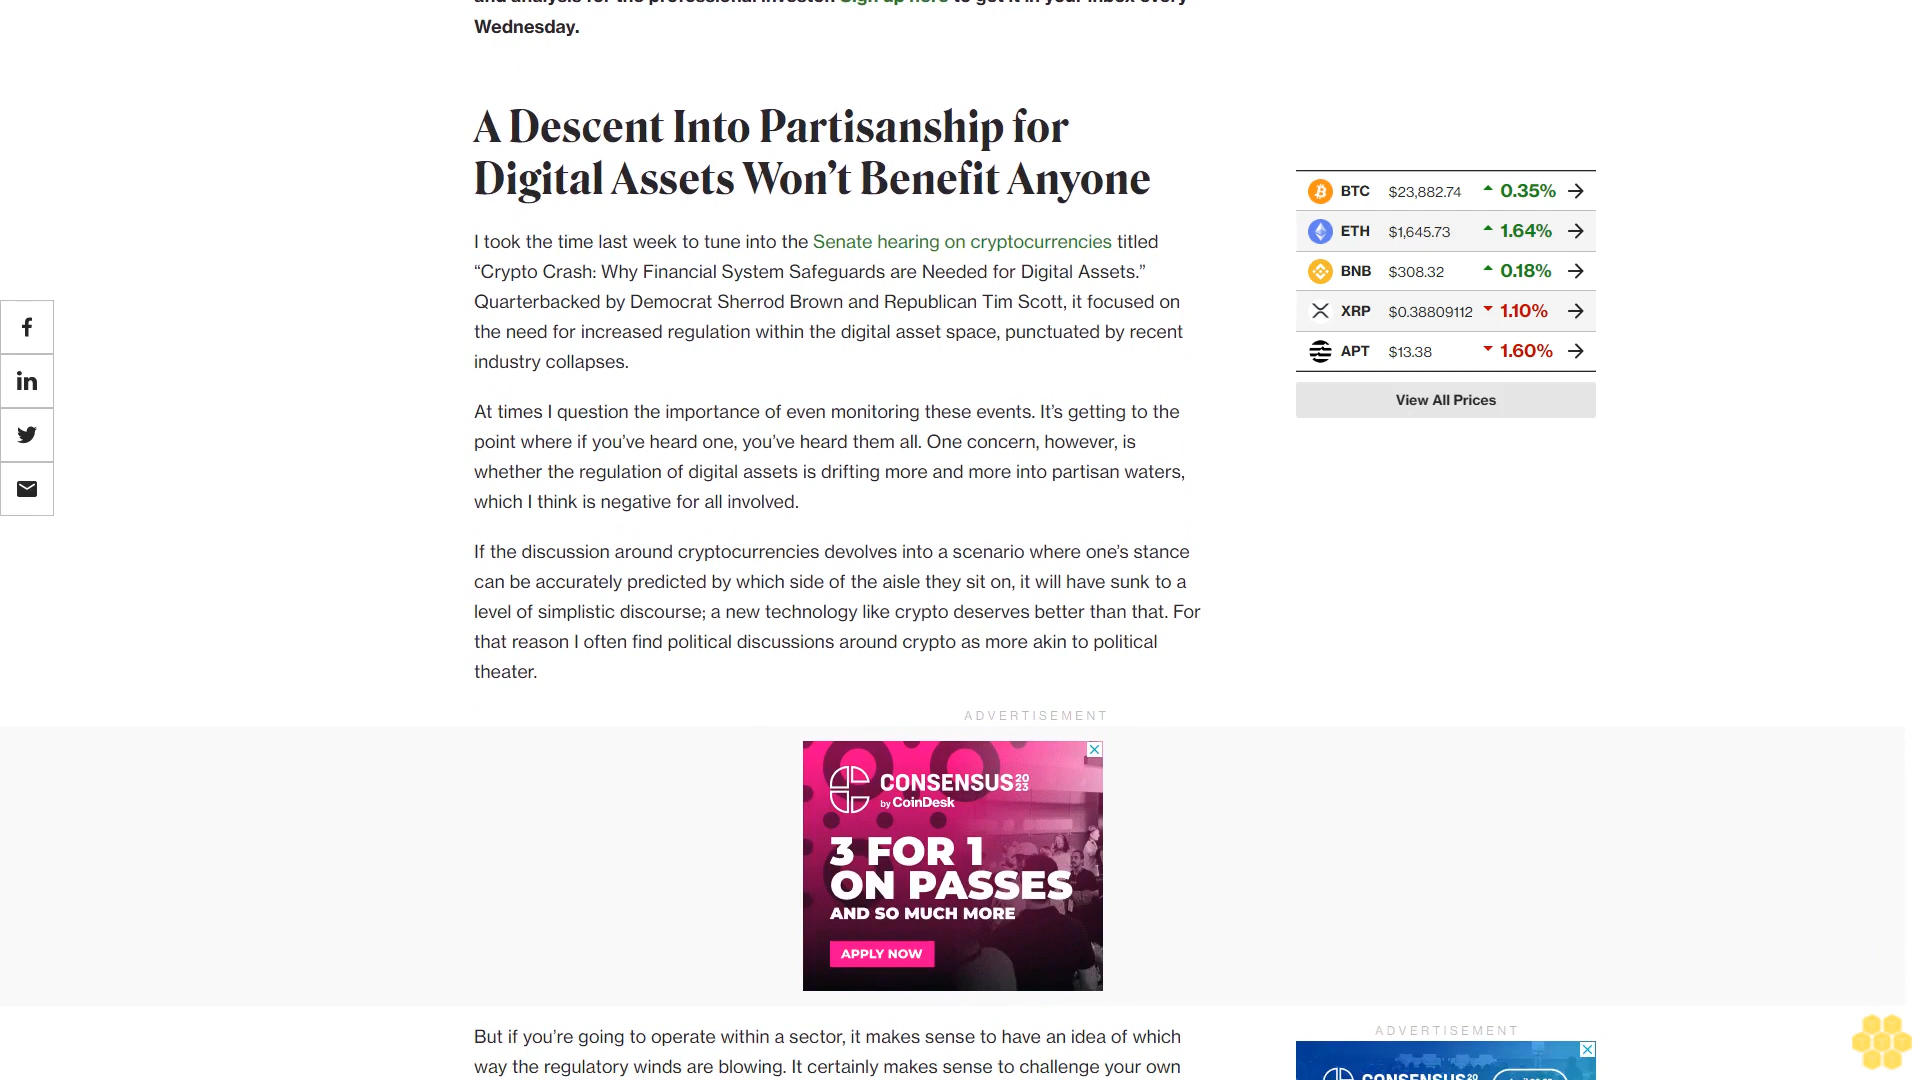 Sign up here to get it in your inbox every
Wednesday.
A Descent Into Partisanship for
Digital Assets Won’t Benefit Anyone
I took the time last week to tune into the Senate hearing on cryptocurrencies titled
“Crypto Crash: Why Financial System Safeguards are Needed for Digital Assets.”
Quarterbacked by Democrat Sherrod Brown and Republican Tim Scott, it focused on
the need for increased regulation within the digital asset space, punctuated by recent
industry collapses.
At times I question the importance of even monitoring these events. It’s getting to the
point where if you’ve heard one, you’ve heard them all. One concern, however, is
whether the regulation of digital assets is drifting more and more into partisan waters,
which I think is negative for all involved.
If the discussion around cryptocurrencies devolves into a scenario where one’s stance
can be accurately predicted by which side of the aisle they sit on, it will have sunk to a
level of simplistic discourse; a new technology like crypto deserves better than that. For
that reason I often find political discussions around crypto as more akin to political
theater.
BTC $23,882.74 0.35%
ETH $1,645.73 1.64%
BNB $308.32 0.18%
XRP $0.38809112 1.10%
APT $13.38 1.60%
View All Prices
ADVERTISEMENT
CONSENSUS 2023
by CoinDesk
3 FOR 1
ON PASSES
AND SO MUCH MORE
APPLY NOW
But if you’re going to operate within a sector, it makes sense to have an idea of which
way the regulatory winds are blowing. It certainly makes sense to challenge your own
ADVERTISEMENT
CONSENSUS